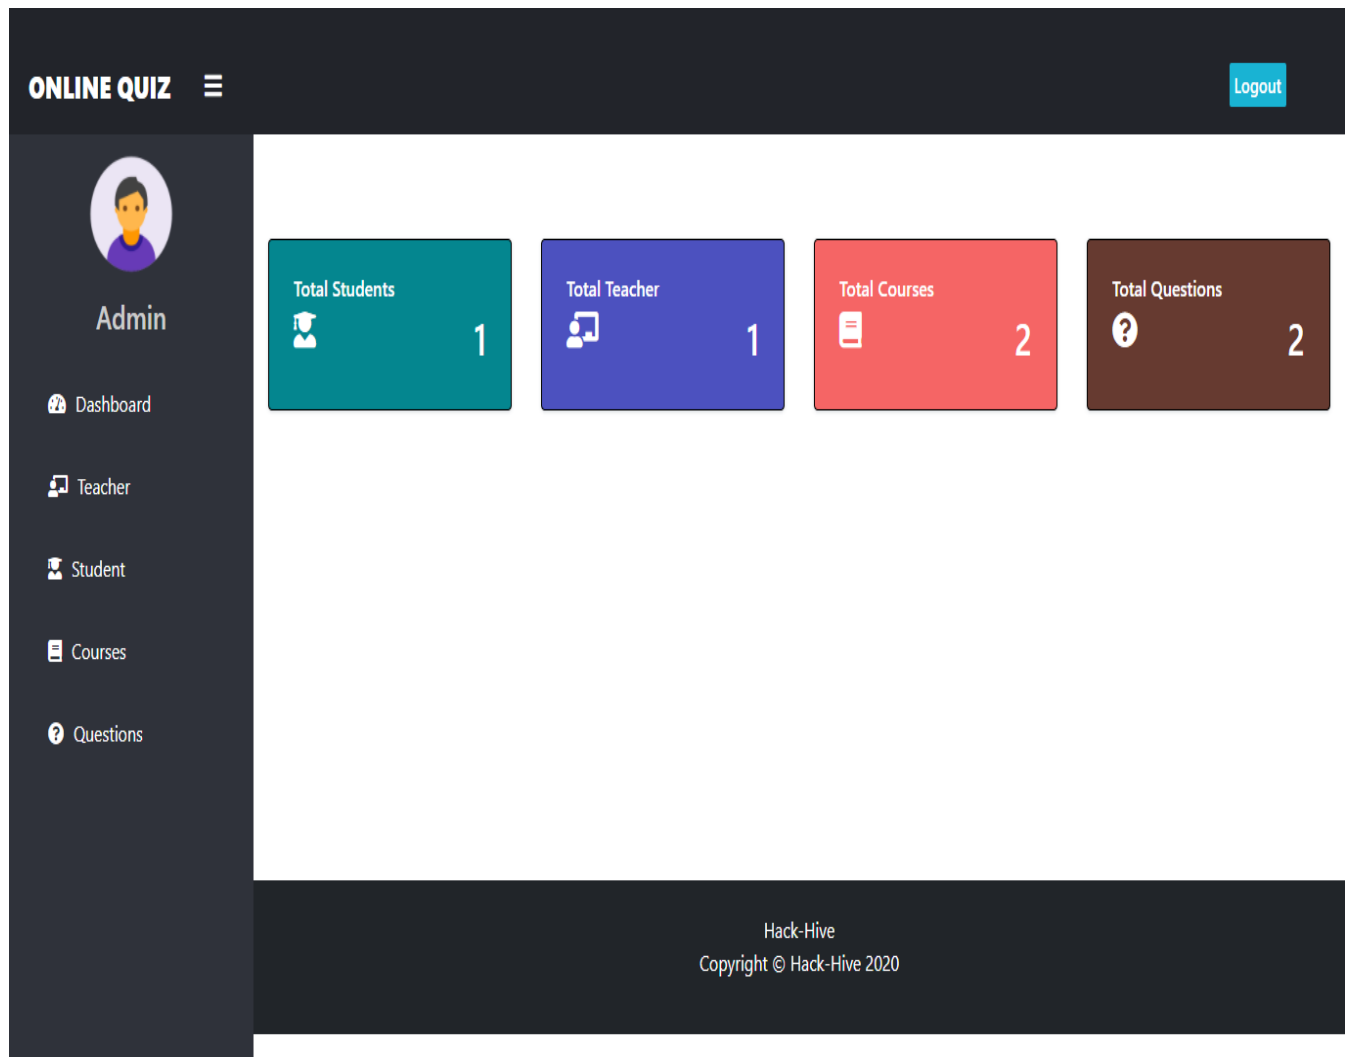 ONLINE QUIZ
Logout
Admin
Dashboard
Teacher
Student
Courses
Questions
Total Students
1
Total Teacher
1
Total Courses
2
Total Questions
2
Hack-Hive
Copyright © Hack-Hive 2020